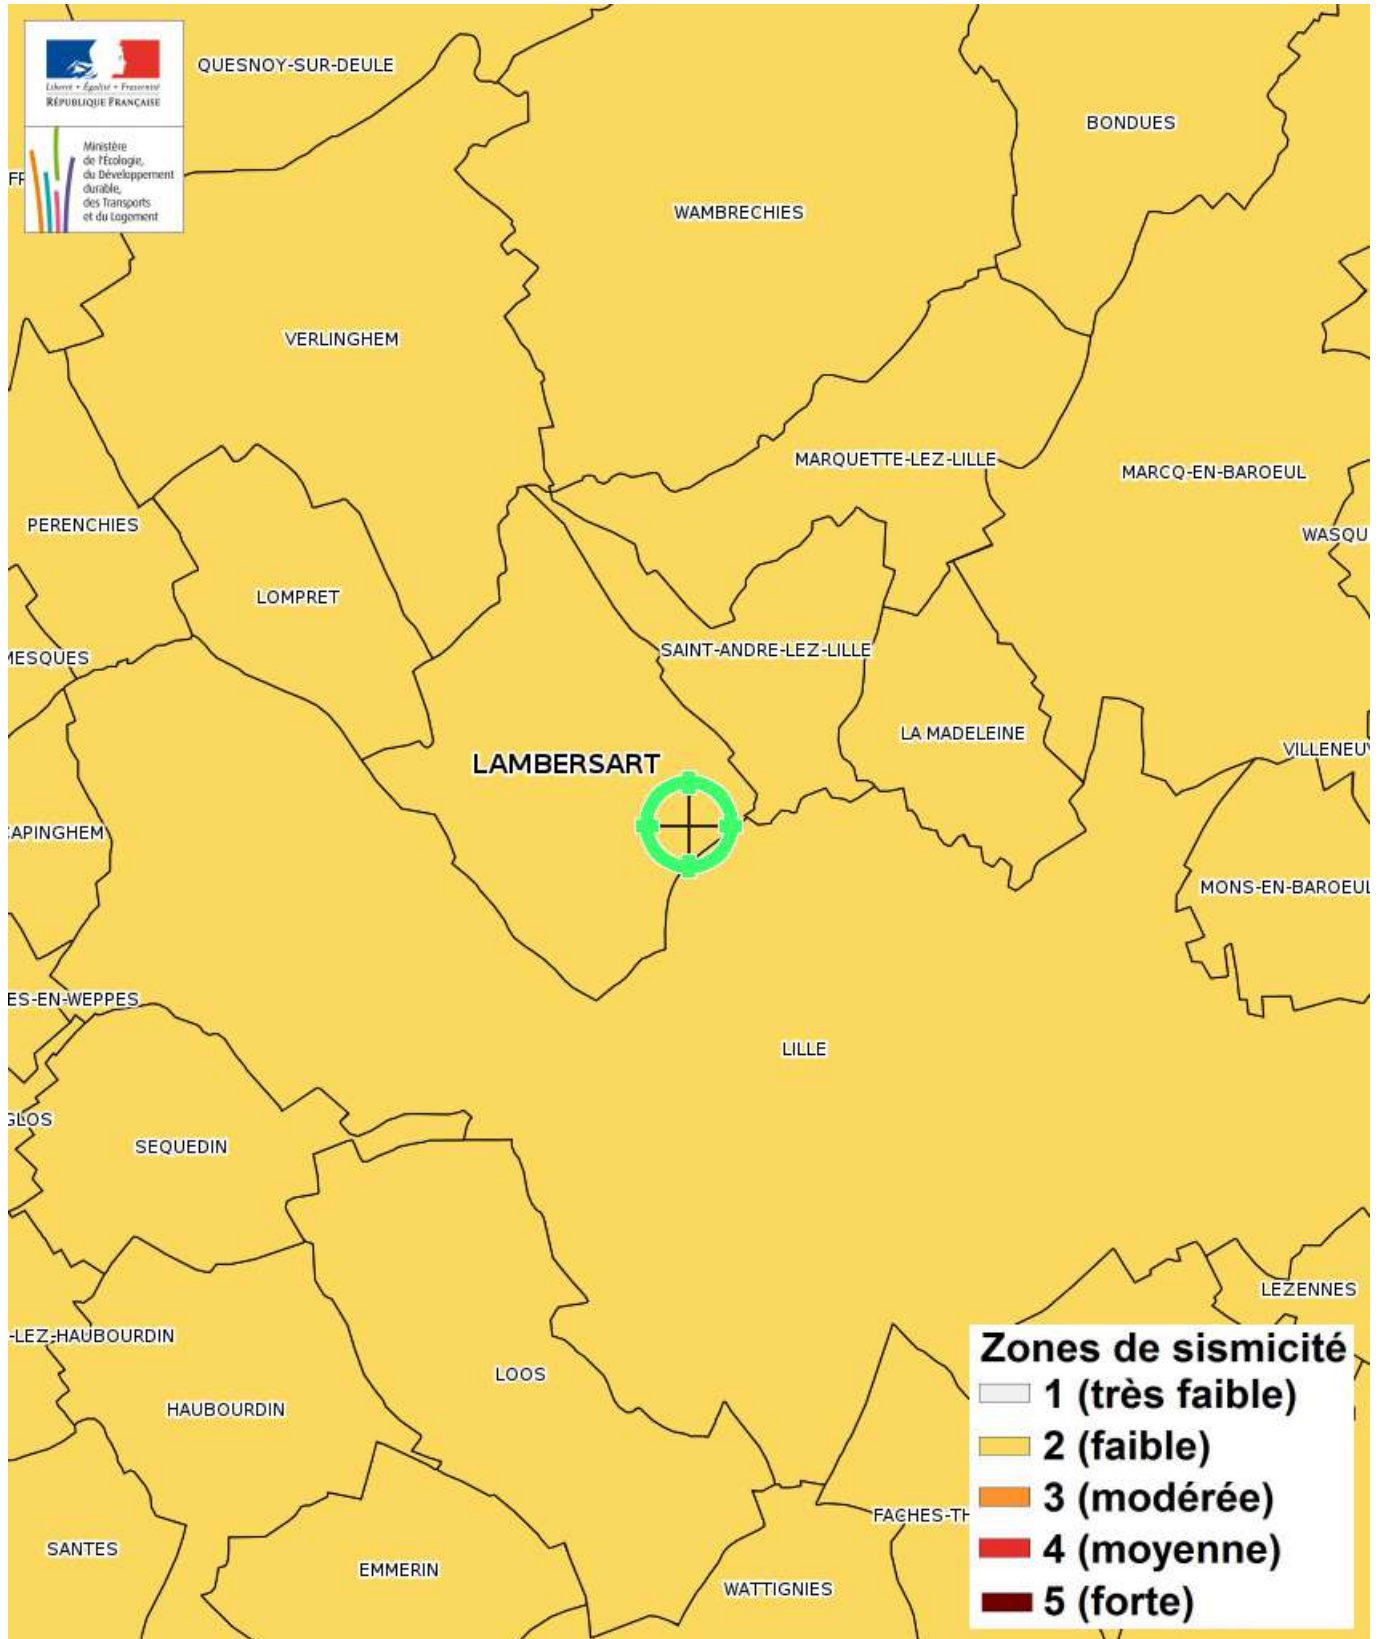 QUESNOY-SUR-DEULE
Liberté • Égalité • Fraternité
RÉPUBLIQUE FRANÇAISE
BONDUES
Ministère
de l'Écologie,
du Développement
durable,
des Transports
et du Logement
FR
WAMBRECHIES
VERLINGHEM
MARQUETTE-LEZ-LILLE
MARCQ-EN-BAROEUL
PERENCHIES
WASQU
LOMPRET
SAINT-ANDRE-LEZ-LILLE
MESQUES
LA MADELEINE
VILLENEUV
LAMBERSART
CAPINGHEM
MONS-EN-BAROEUL
ES-EN-WEPPES
LILLE
GLOS
SEQUEDIN
LEZENNES
-LEZ-HAUBOURDIN
LOOS
HAUBOURDIN
FACHES-TH
SANTES
EMMERIN
WATTIGNIES
Zones de sismicité
1 (très faible)
2 (faible)
3 (modérée)
4 (moyenne)
5 (forte)